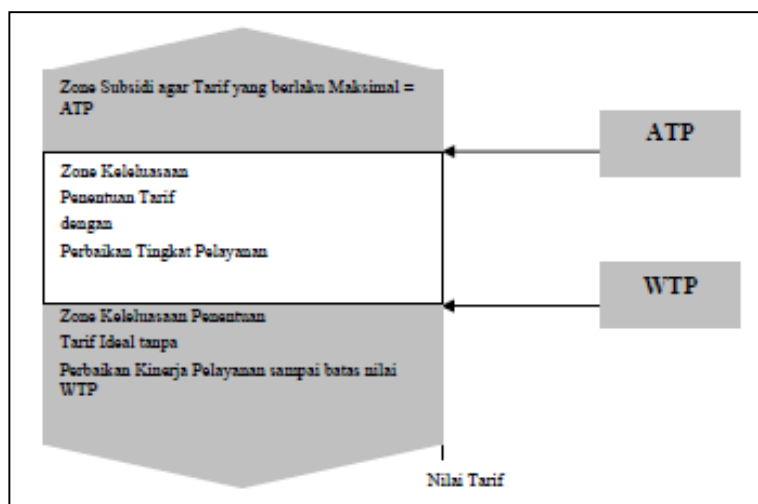 Zone Subsidi agar Tarif yang berlaku Maksimal =
ATP
ATP
Zone Keleluasaan
Penentuan Tarif
dengan
Perbaikan Tingkat Pelayanan
WTP
Zone Keleluasaan Penentuan
Tarif Ideal tanpa
Perbaikan Kinerja Pelayanan sampai batas nilai
WTP
Nilai Tarif